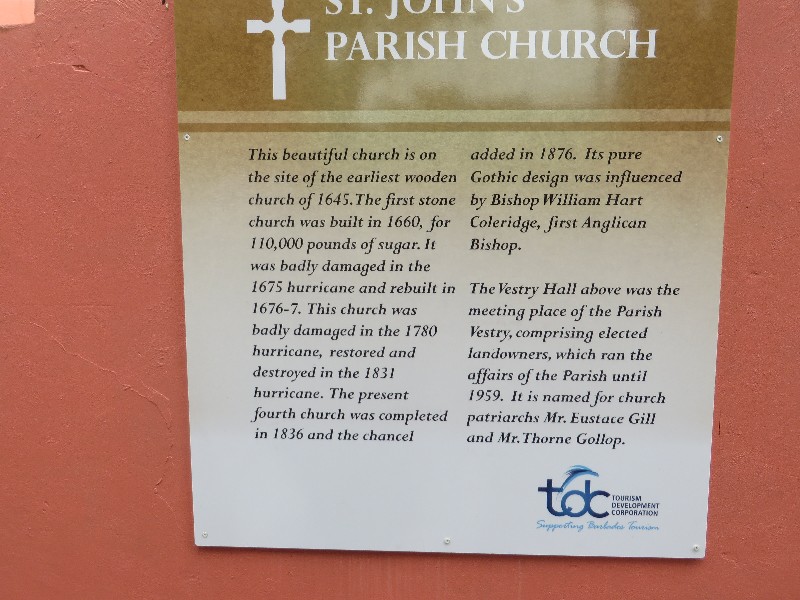 ST. JOHN'S
PARISH CHURCH
This beautiful church is on
the site of the earliest wooden
church of 1645. The first stone
church was built in 1660, for
110,000 pounds of sugar. It
was badly damaged in the
1675 hurricane and rebuilt in
1676-7. This church was
badly damaged in the 1780
hurricane, restored and
destroyed in the 1831
hurricane. The present
fourth church was completed
in 1836 and the chancel
added in 1876. Its pure
Gothic design was influenced
by Bishop William Hart
Coleridge, first Anglican
Bishop.
The Vestry Hall above was the
meeting place of the Parish
Vestry, comprising elected
landowners, which ran the
affairs of the Parish until
1959. It is named for church
patriarchs Mr. Eustace Gill
and Mr. Thorne Gollop.
tdc
TOURISM
DEVELOPMENT
CORPORATION
Supporting Barbados Tourism